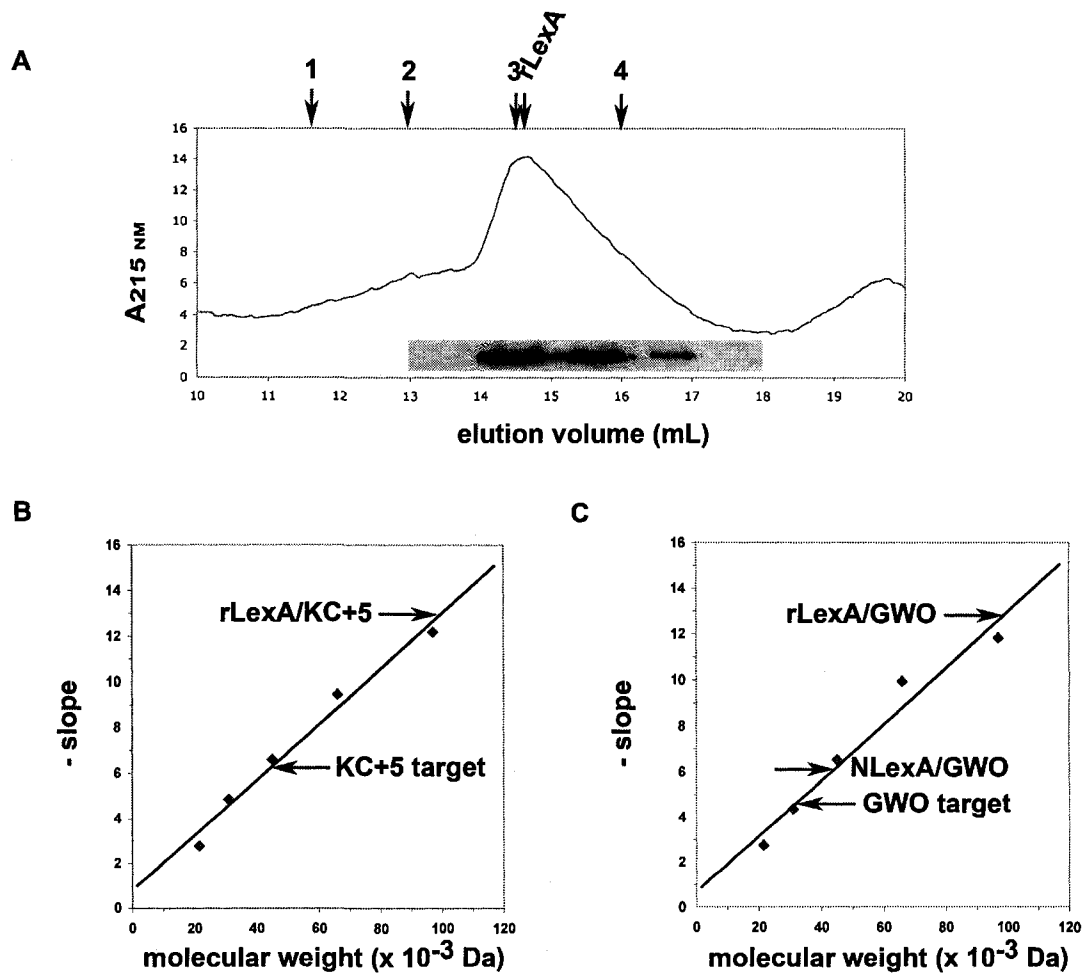 A
1 2 3 rLexA 4
16
14
12
10
8
6
4
2
0
A215 NM
10 11 12 13 14 15 16 17 18 19 20
elution volume (mL)
B
16
14
12
10
8
6
4
2
0
- slope
rLexA/KC+5
KC+5 target
0 20 40 60 80 100 120
molecular weight (x 10-3 Da)
C
16
14
12
10
8
6
4
2
0
- slope
rLexA/GWO
NLexA/GWO
GWO target
0 20 40 60 80 100 120
molecular weight (x 10-3 Da)